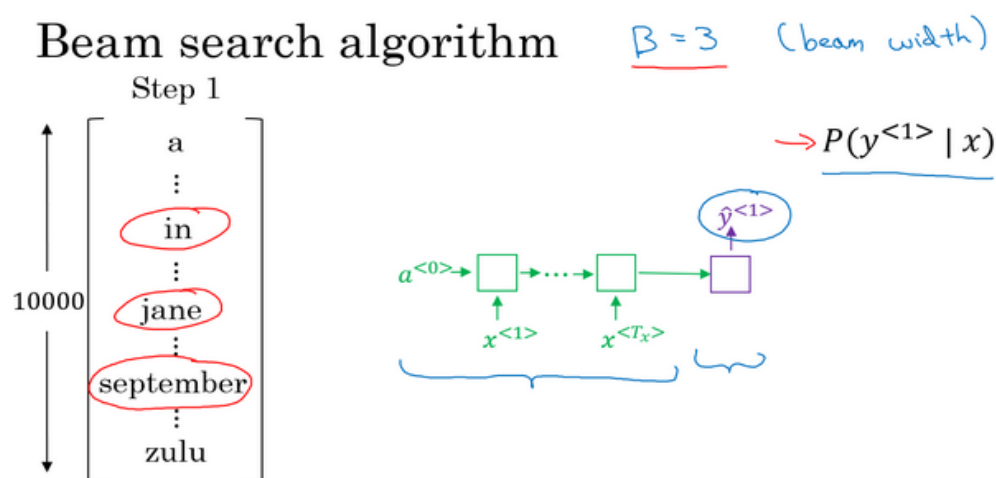 Beam search algorithm B = 3 (beam width)
Step 1
a
⋮
in
⋮
jane
⋮
september
⋮
zulu
10000
→ P(y<1> | x)
ŷ<1>
a<0> ...
x<1> x<Tx>